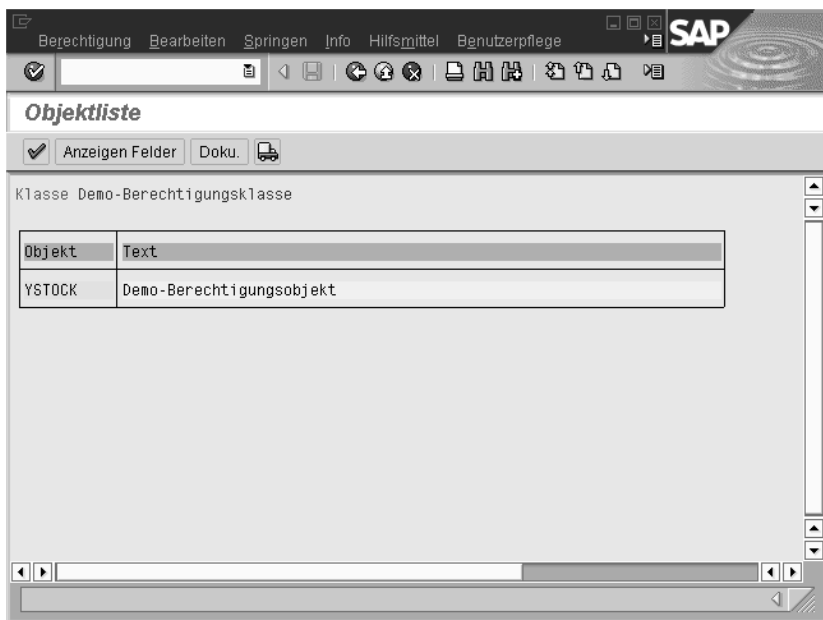 Berechtigung Bearbeiten Springen Info Hilfsmittel Benutzerpflege
SAP
Objektliste
Anzeigen Felder Doku.
Klasse Demo-Berechtigungsklasse
Objekt Text
YSTOCK Demo-Berechtigungsobjekt